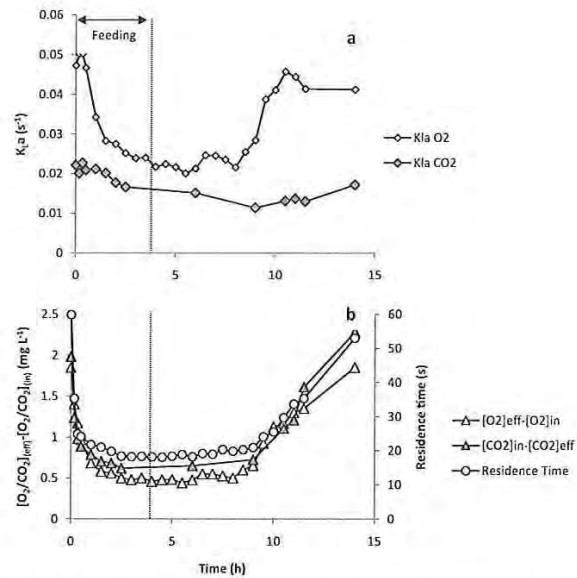 Feeding
a
0.06
0.05
0.04
0.03
0.02
0.01
0
KLa (s-1)
0 5 10 15
Kla O2
Kla CO2
b
2.5
2
1.5
1
0.5
0
[O2/CO2](eff)-[O2/CO2](in) (mg L-1)
60
50
40
30
20
10
0
Residence time (s)
0 5 10 15
Time (h)
[O2]eff-[O2]in
[CO2]in-[CO2]eff
Residence Time